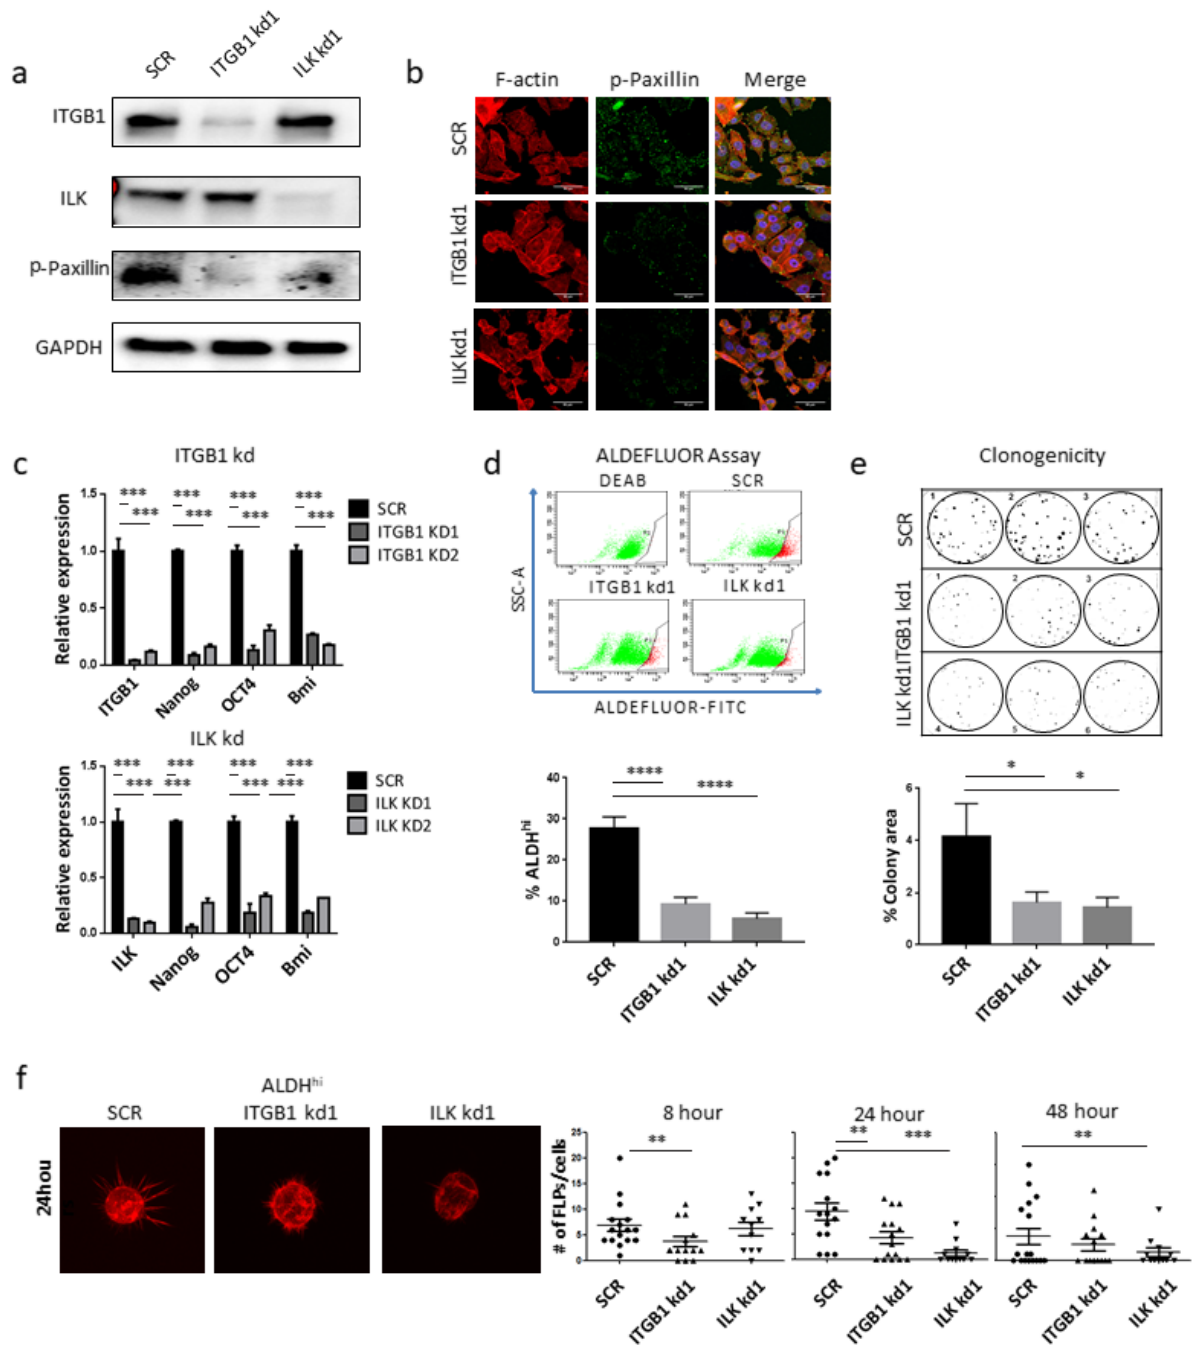 a
SCR
ITGB1 kd1
ILK kd1
ITGB1
ILK
p-Paxillin
GAPDH
b
F-actin
p-Paxillin
Merge
SCR
ITGB1 kd1
ILK kd1
c
ITGB1 kd
Relative expression
1.5
1.0
0.5
0.0
*** *** *** ***
*** *** *** ***
SCR
ITGB1 KD1
ITGB1 KD2
ITGB1
Nanog
OCT4
Bmi
ILK kd
Relative expression
1.5
1.0
0.5
0.0
*** *** *** ***
*** *** *** ***
SCR
ILK KD1
ILK KD2
ILK
Nanog
OCT4
Bmi
d
ALDEFLUOR Assay
DEAB
SCR
ITGB1 kd1
ILK kd1
SSC-A
ALDEFLUOR-FITC
% ALDHhi
40
30
20
10
0
****
****
SCR
ITGB1 kd1
ILK kd1
e
Clonogenicity
SCR
ITGB1 kd1
ILK kd1
1 2 3
1 2 3
4 5 6
% Colony area
6
4
2
0
*
*
SCR
ITGB1 kd1
ILK kd1
f
ALDHhi
SCR
ITGB1 kd1
ILK kd1
24hou
# of FLPs/cells
8 hour
25
20
15
10
5
0
**
SCR
ITGB1 kd1
ILK kd1
24 hour
** ***
SCR
ITGB1 kd1
ILK kd1
48 hour
**
SCR
ITGB1 kd1
ILK kd1